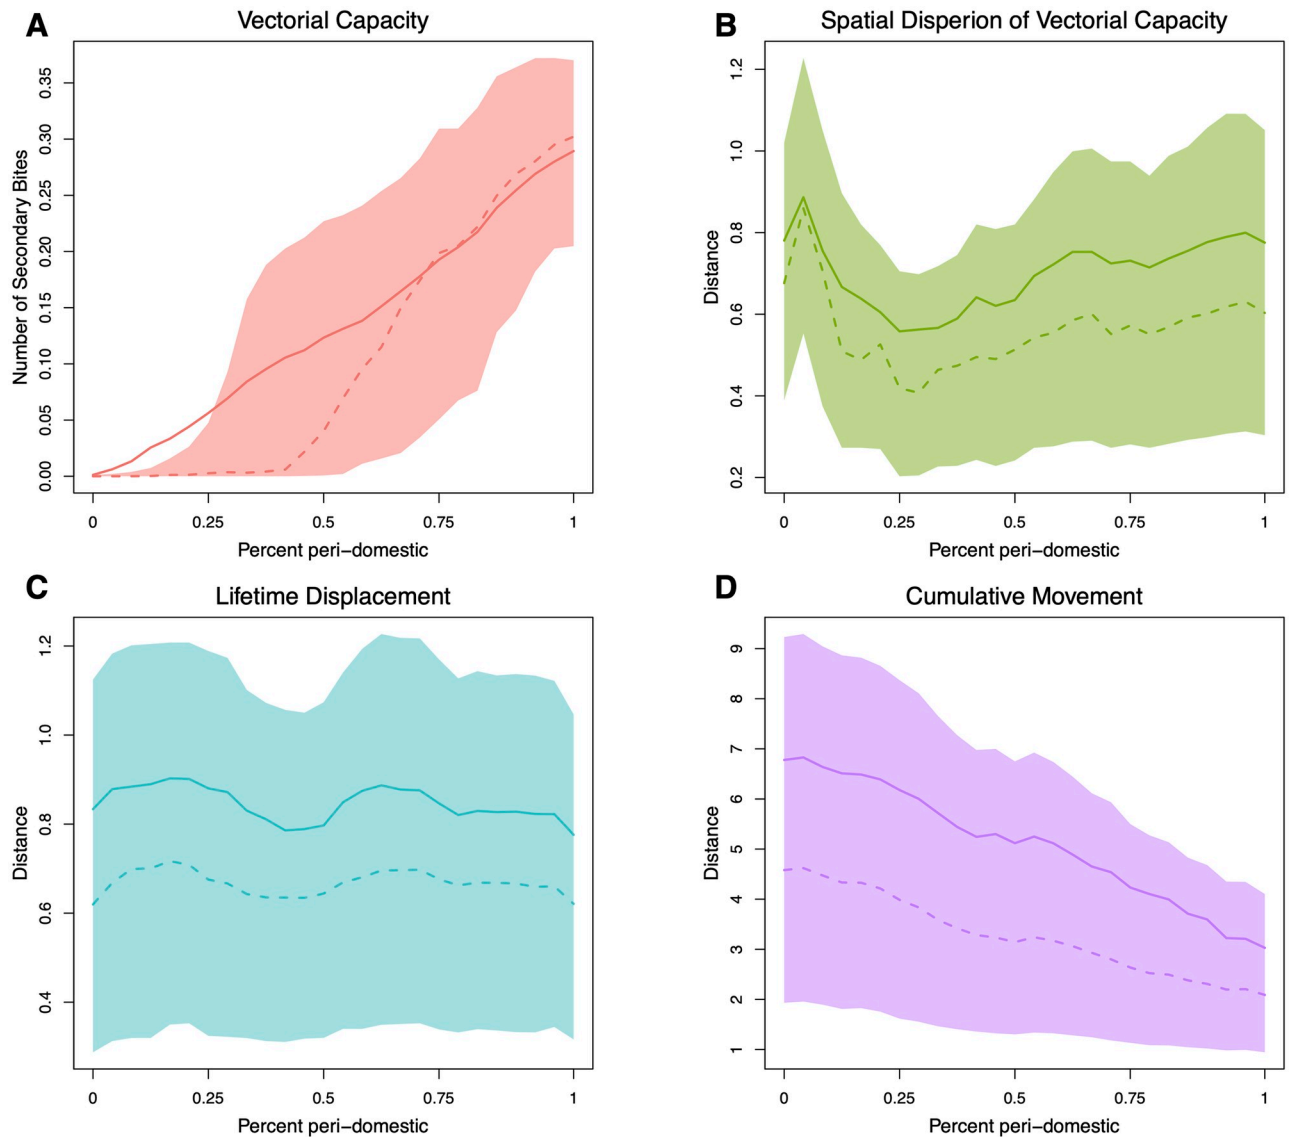 A
Vectorial Capacity
Number of Secondary Bites
0.35
0.30
0.25
0.20
0.15
0.10
0.05
0.00
0 0.25 0.5 0.75 1
Percent peri−domestic
B
Spatial Disperion of Vectorial Capacity
Distance
1.2
1.0
0.8
0.6
0.4
0.2
0 0.25 0.5 0.75 1
Percent peri−domestic
C
Lifetime Displacement
Distance
1.2
1.0
0.8
0.6
0.4
0 0.25 0.5 0.75 1
Percent peri−domestic
D
Cumulative Movement
Distance
9
8
7
6
5
4
3
2
1
0 0.25 0.5 0.75 1
Percent peri−domestic